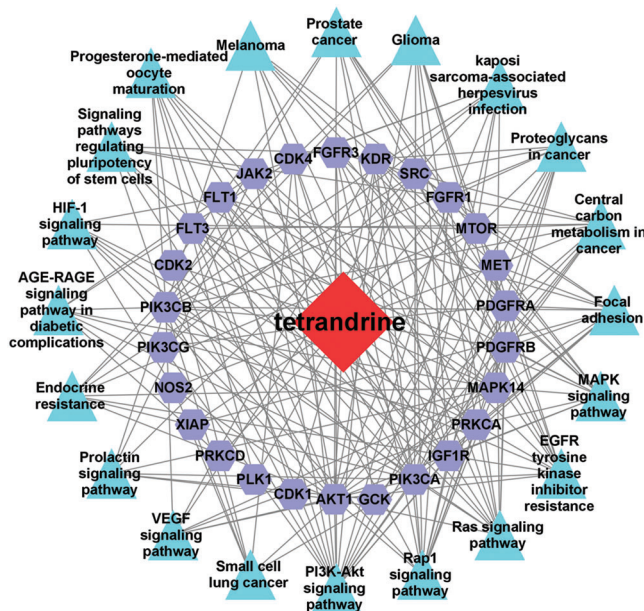 Prostate
cancer
Melanoma
Glioma
Progesterone-mediated
oocyte
maturation
kaposi
sarcoma-associated
herpesvirus
infection
Signaling
pathways
regulating
pluripotency
of stem cells
Proteoglycans
in cancer
HIF-1
signaling
pathway
Central
carbon
metabolism in
cancer
AGE-RAGE
signaling
pathway in
diabetic
complications
Focal
adhesion
Endocrine
resistance
MAPK
signaling
pathway
Prolactin
signaling
pathway
EGFR
tyrosine
kinase
inhibitor
resistance
VEGF
signaling
pathway
Ras signaling
pathway
Small cell
lung cancer
PI3K-Akt
signaling
pathway
Rap1
signaling
pathway
FGFR3
KDR
SRC
FGFR1
MTOR
MET
PDGFRA
PDGFRB
MAPK14
PRKCA
IGF1R
PIK3CA
GCK
AKT1
CDK1
PLK1
PRKCD
XIAP
NOS2
PIK3CG
PIK3CB
CDK2
FLT3
FLT1
JAK2
CDK4
tetrandrine